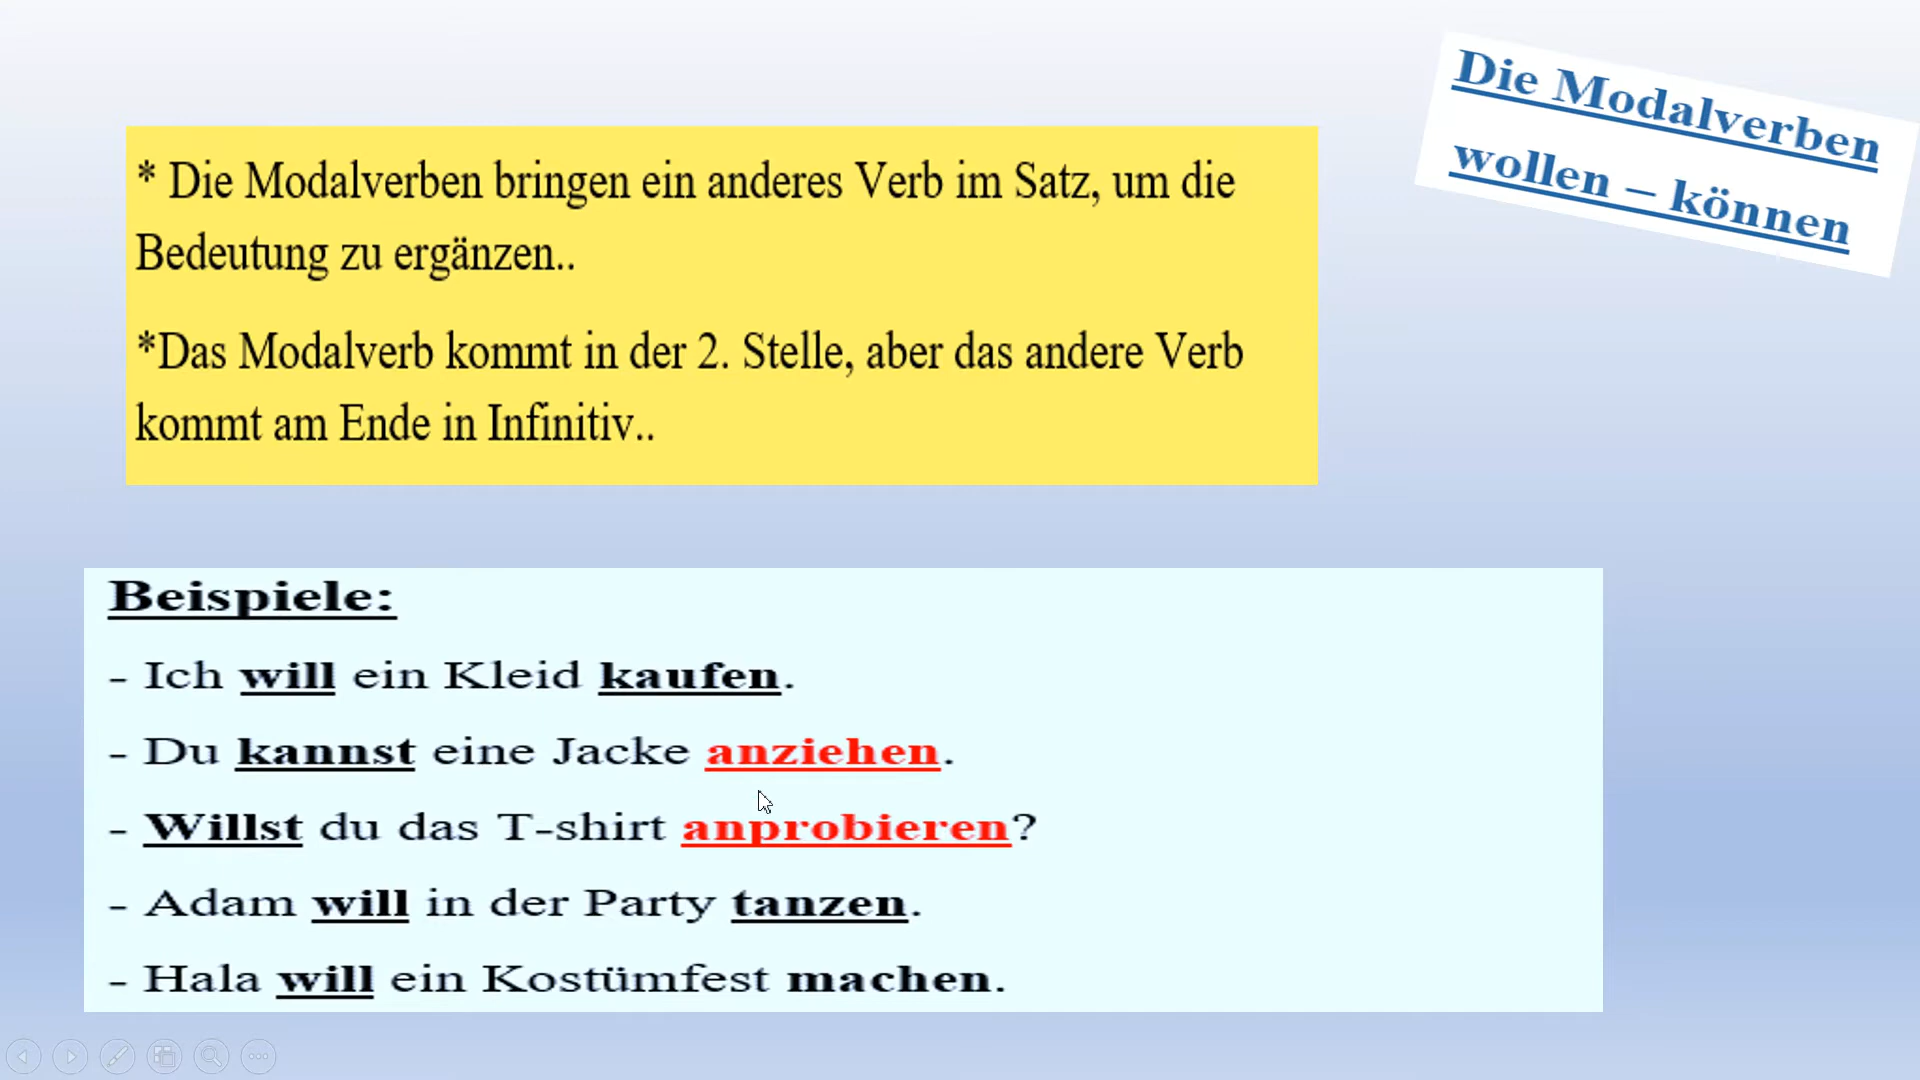 Die Modalverben
wollen – können
* Die Modalverben bringen ein anderes Verb im Satz, um die
Bedeutung zu ergänzen..
*Das Modalverb kommt in der 2. Stelle, aber das andere Verb
kommt am Ende in Infinitiv..
Beispiele:
- Ich will ein Kleid kaufen.
- Du kannst eine Jacke anziehen.
- Willst du das T-shirt anprobieren?
- Adam will in der Party tanzen.
- Hala will ein Kostümfest machen.